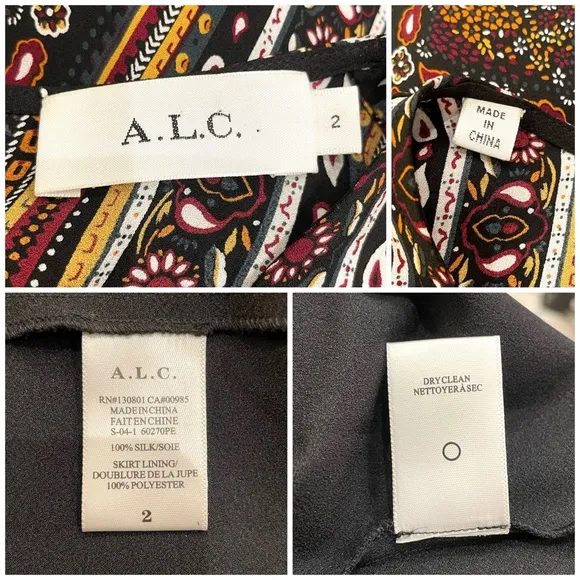 A.L.C.
2
MADE
IN
CHINA
A.L.C.
RN#130801 CA#00985
MADE IN CHINA
FAIT EN CHINE
S-04-1 60270PE
100% SILK/SOIE
SKIRT LINING/
DOUBLURE DE LA JUPE
100% POLYESTER
2
DRY CLEAN
NETTOYER À SEC